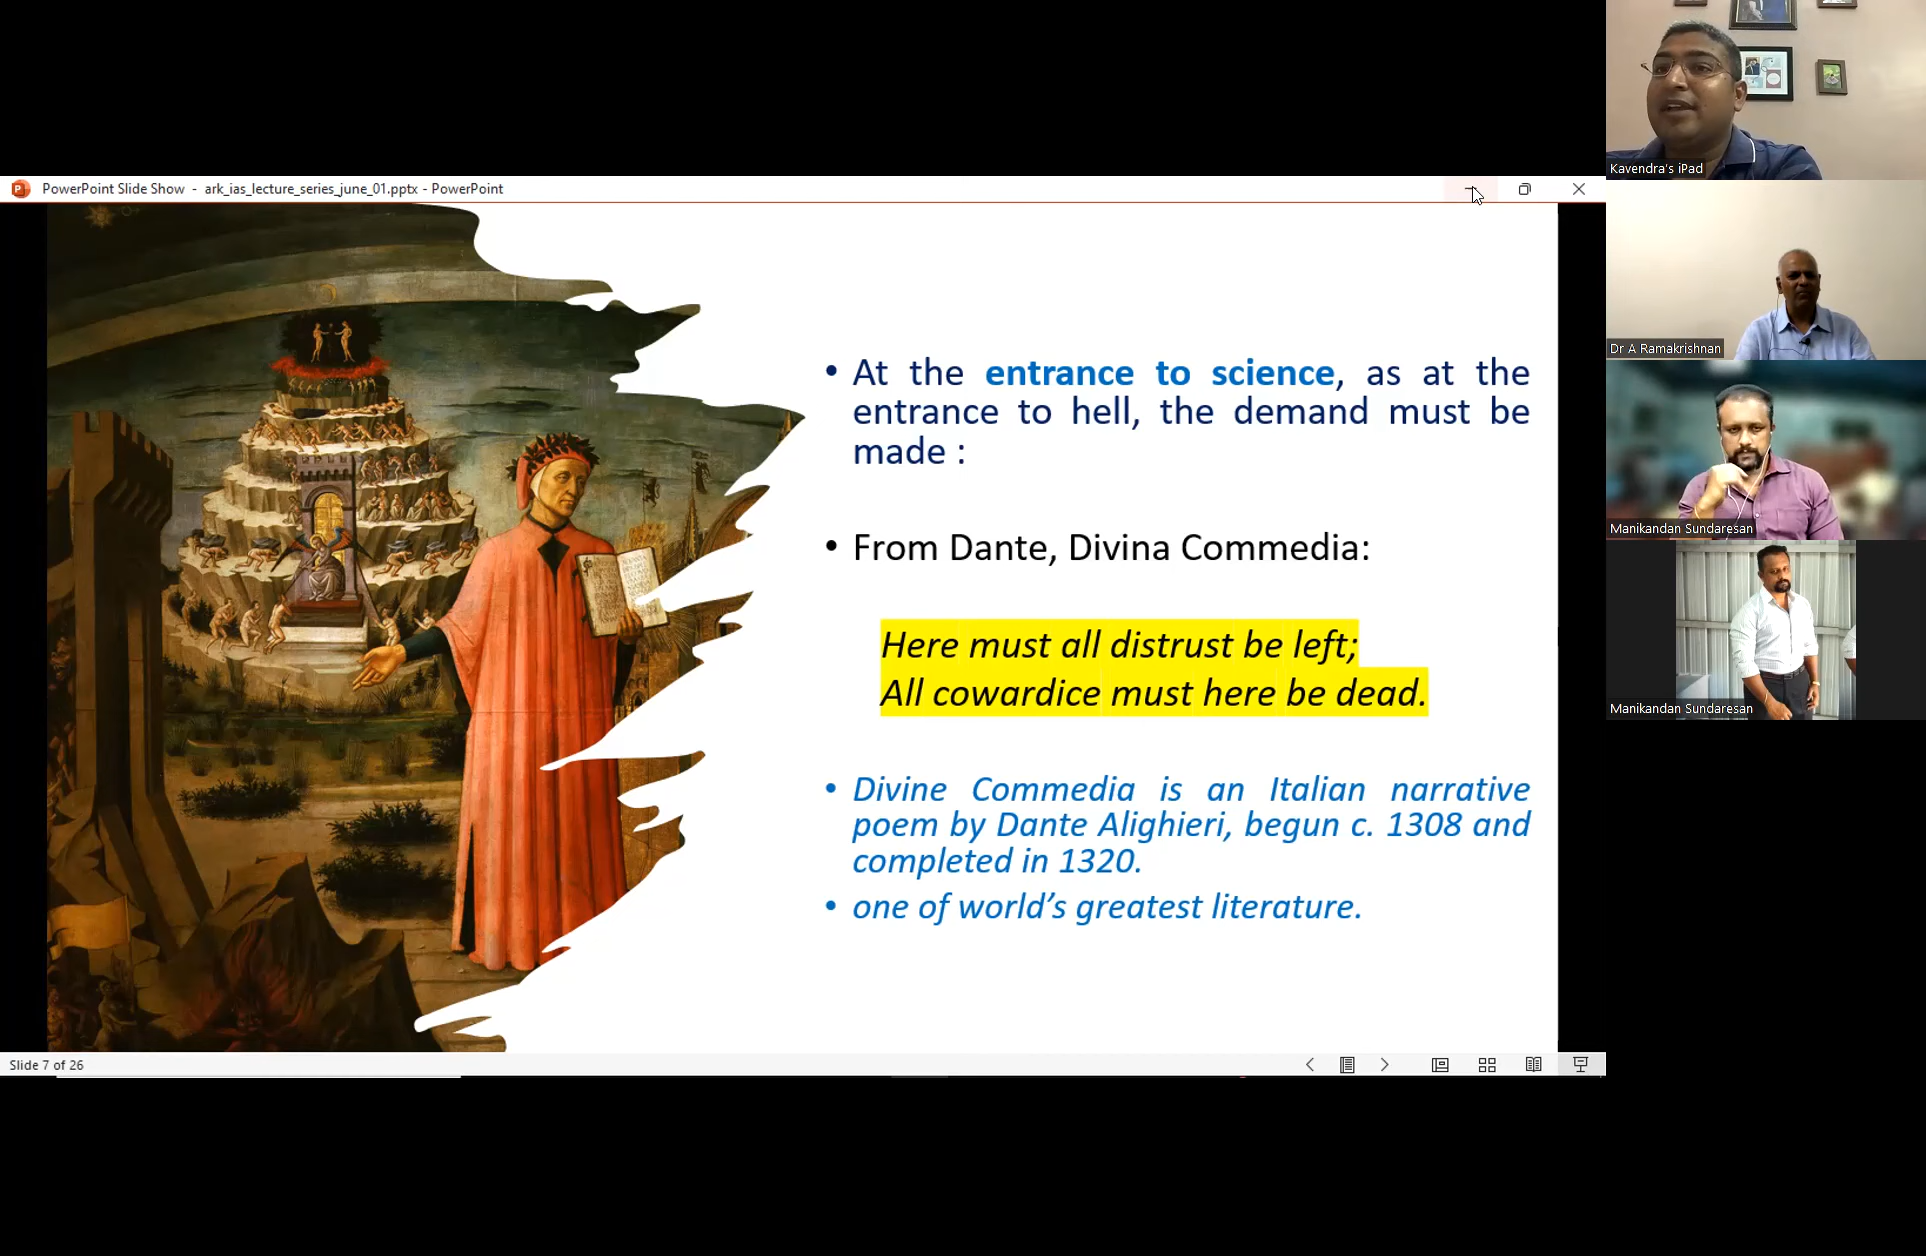 PowerPoint Slide Show - ark_ias_lecture_series_june_01.pptx - PowerPoint
• At the entrance to science, as at the
entrance to hell, the demand must be
made :
• From Dante, Divina Commedia:
Here must all distrust be left;
All cowardice must here be dead.
• Divine Commedia is an Italian narrative
poem by Dante Alighieri, begun c. 1308 and
completed in 1320.
• one of world's greatest literature.
Slide 7 of 26
Kavendra's iPad
Dr A Ramakrishnan
Manikandan Sundaresan
Manikandan Sundaresan